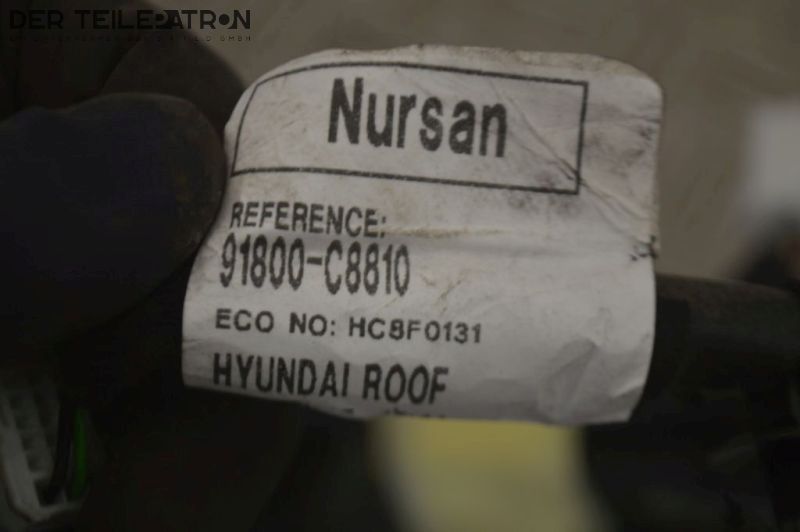 DER TEILEPATRON
Nursan
REFERENCE:
91800-C8810
ECO NO: HC8F0131
HYUNDAI ROOF